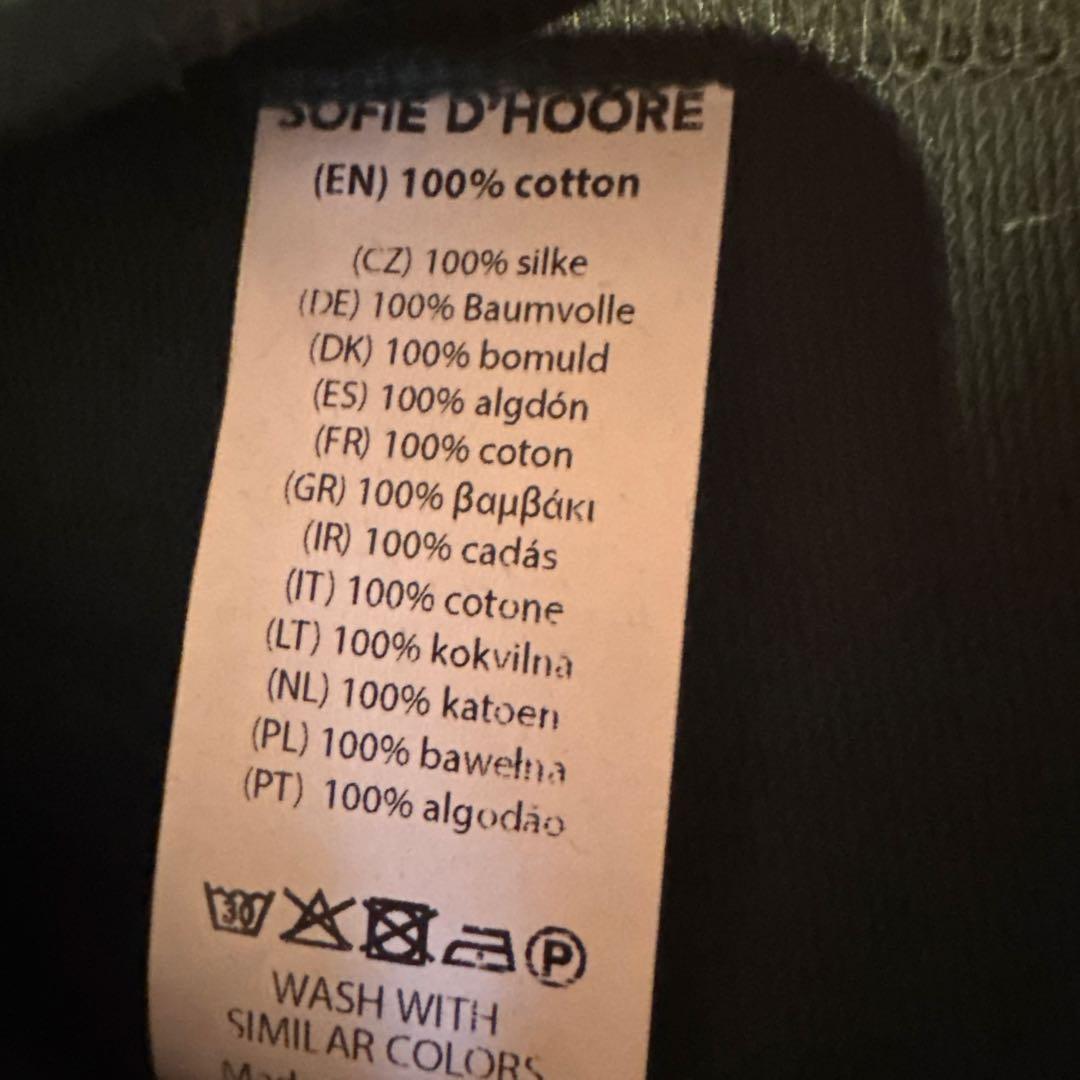 SOFIE D'HOORE
(EN) 100% cotton
(CZ) 100% silke
(DE) 100% Baumvolle
(DK) 100% bomuld
(ES) 100% algdón
(FR) 100% coton
(GR) 100% βαμβάκι
(IR) 100% cadás
(IT) 100% cotone
(LT) 100% kokvilna
(NL) 100% katoen
(PL) 100% bawełna
(PT) 100% algodão
30 P
WASH WITH
SIMILAR COLORS